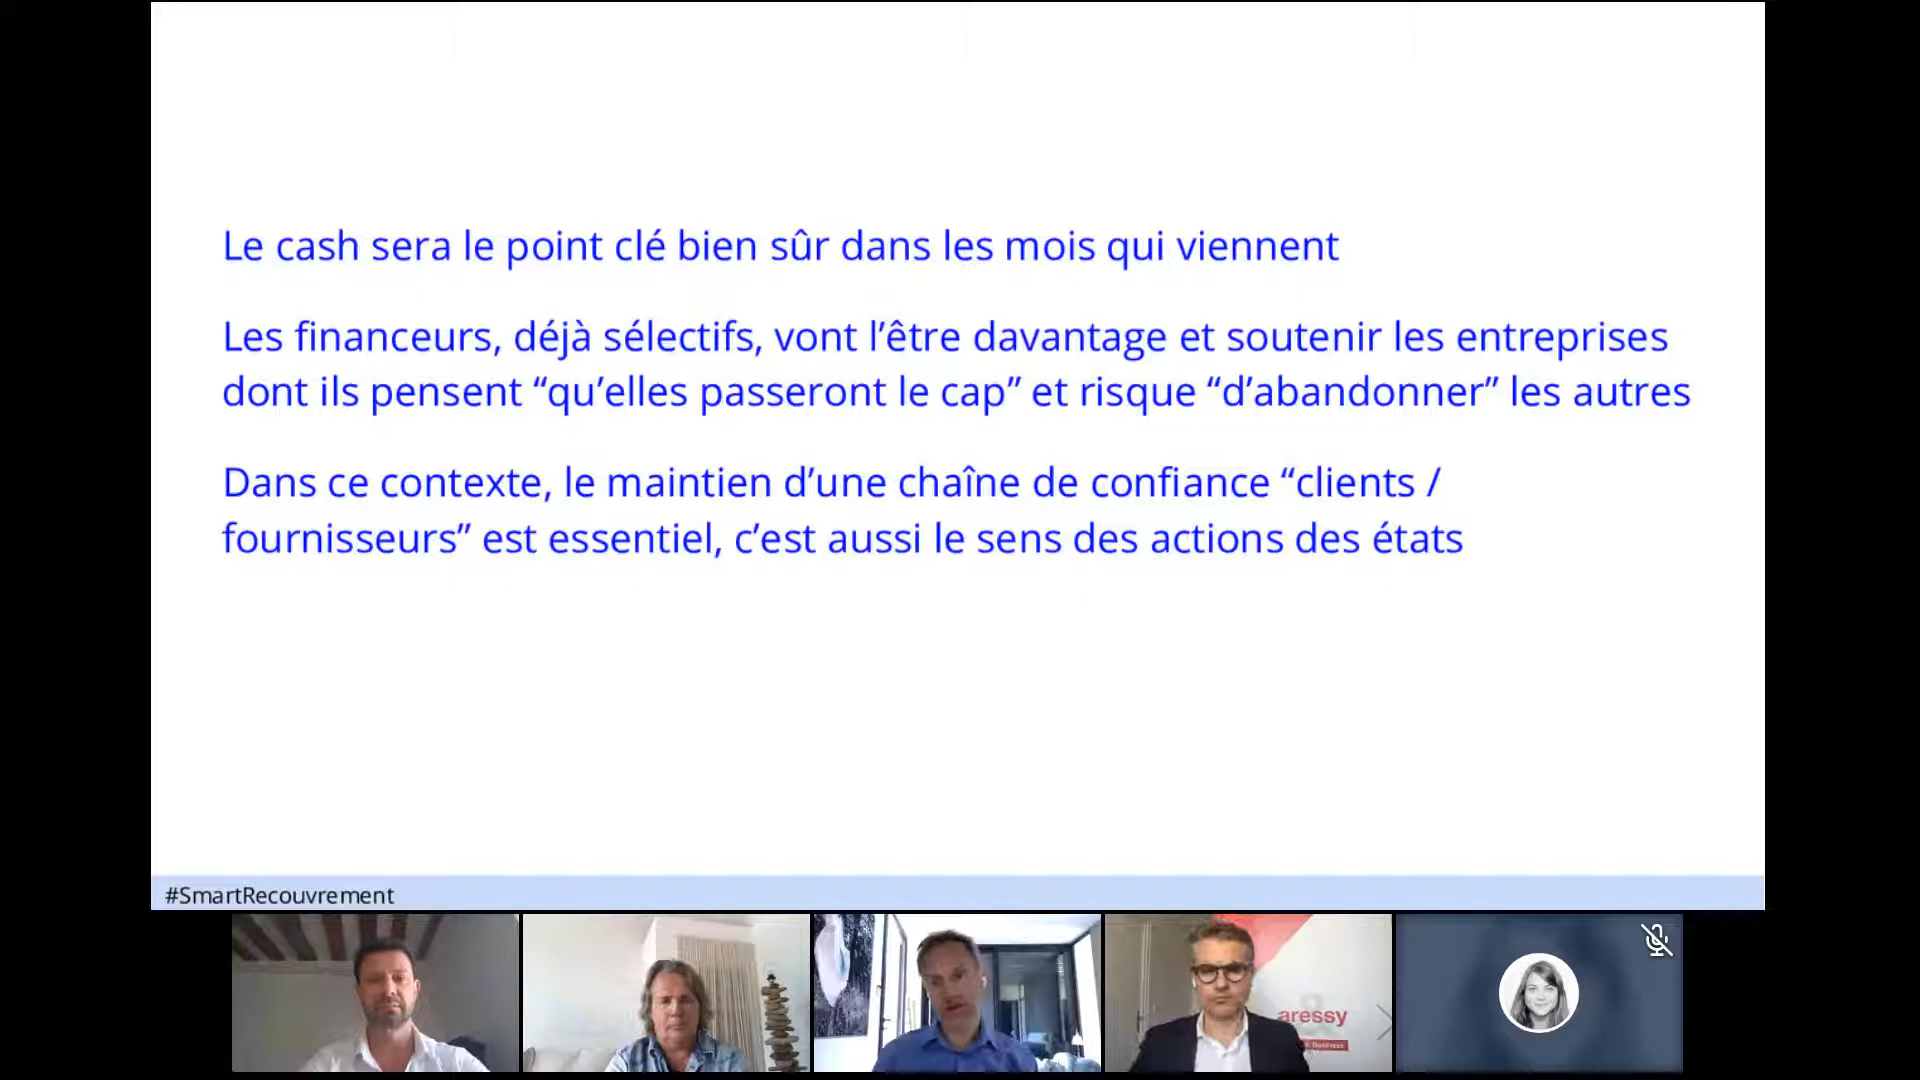 Le cash sera le point clé bien sûr dans les mois qui viennent
Les financeurs, déjà sélectifs, vont l’être davantage et soutenir les entreprises
dont ils pensent “qu’elles passeront le cap” et risque “d’abandonner” les autres
Dans ce contexte, le maintien d’une chaîne de confiance “clients /
fournisseurs” est essentiel, c’est aussi le sens des actions des états
#SmartRecouvrement
aressy
Business